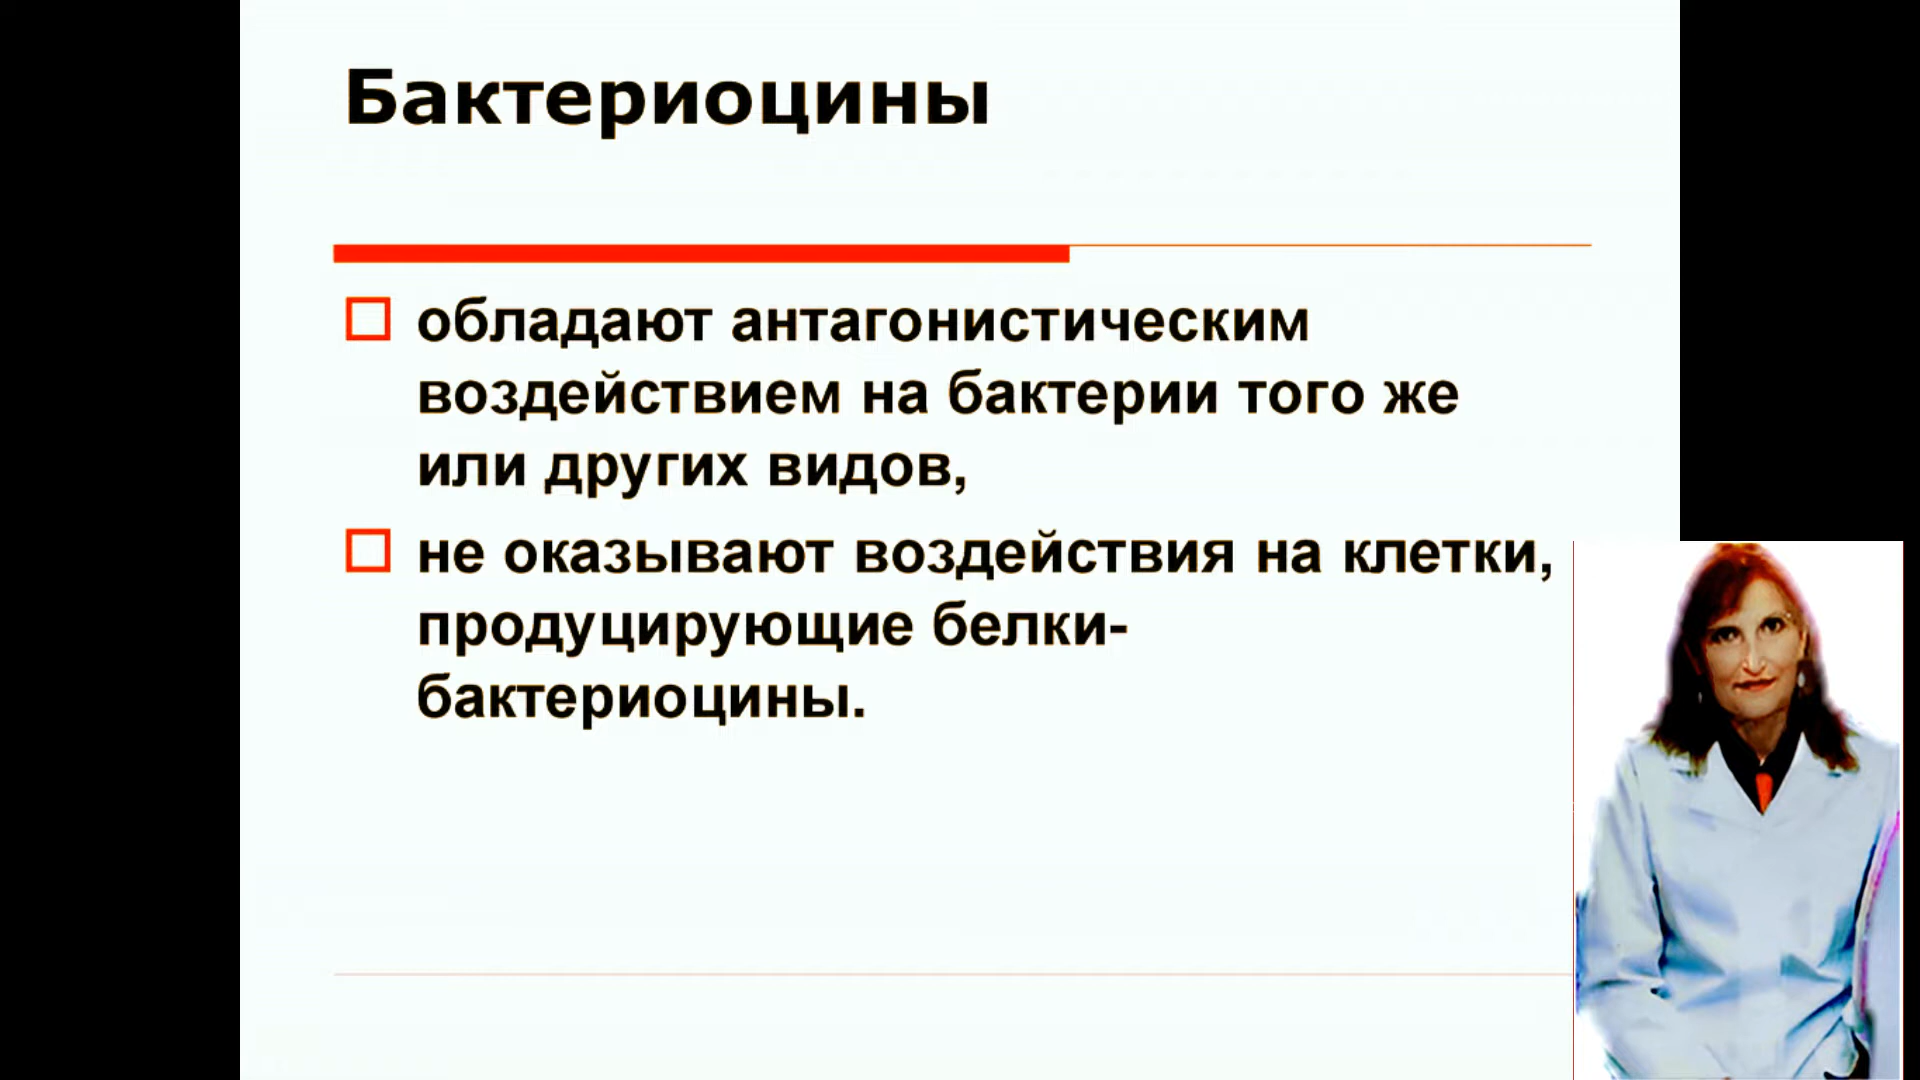 Бактериоцины
обладают антагонистическим
воздействием на бактерии того же
или других видов,
не оказывают воздействия на клетки,
продуцирующие белки-
бактериоцины.